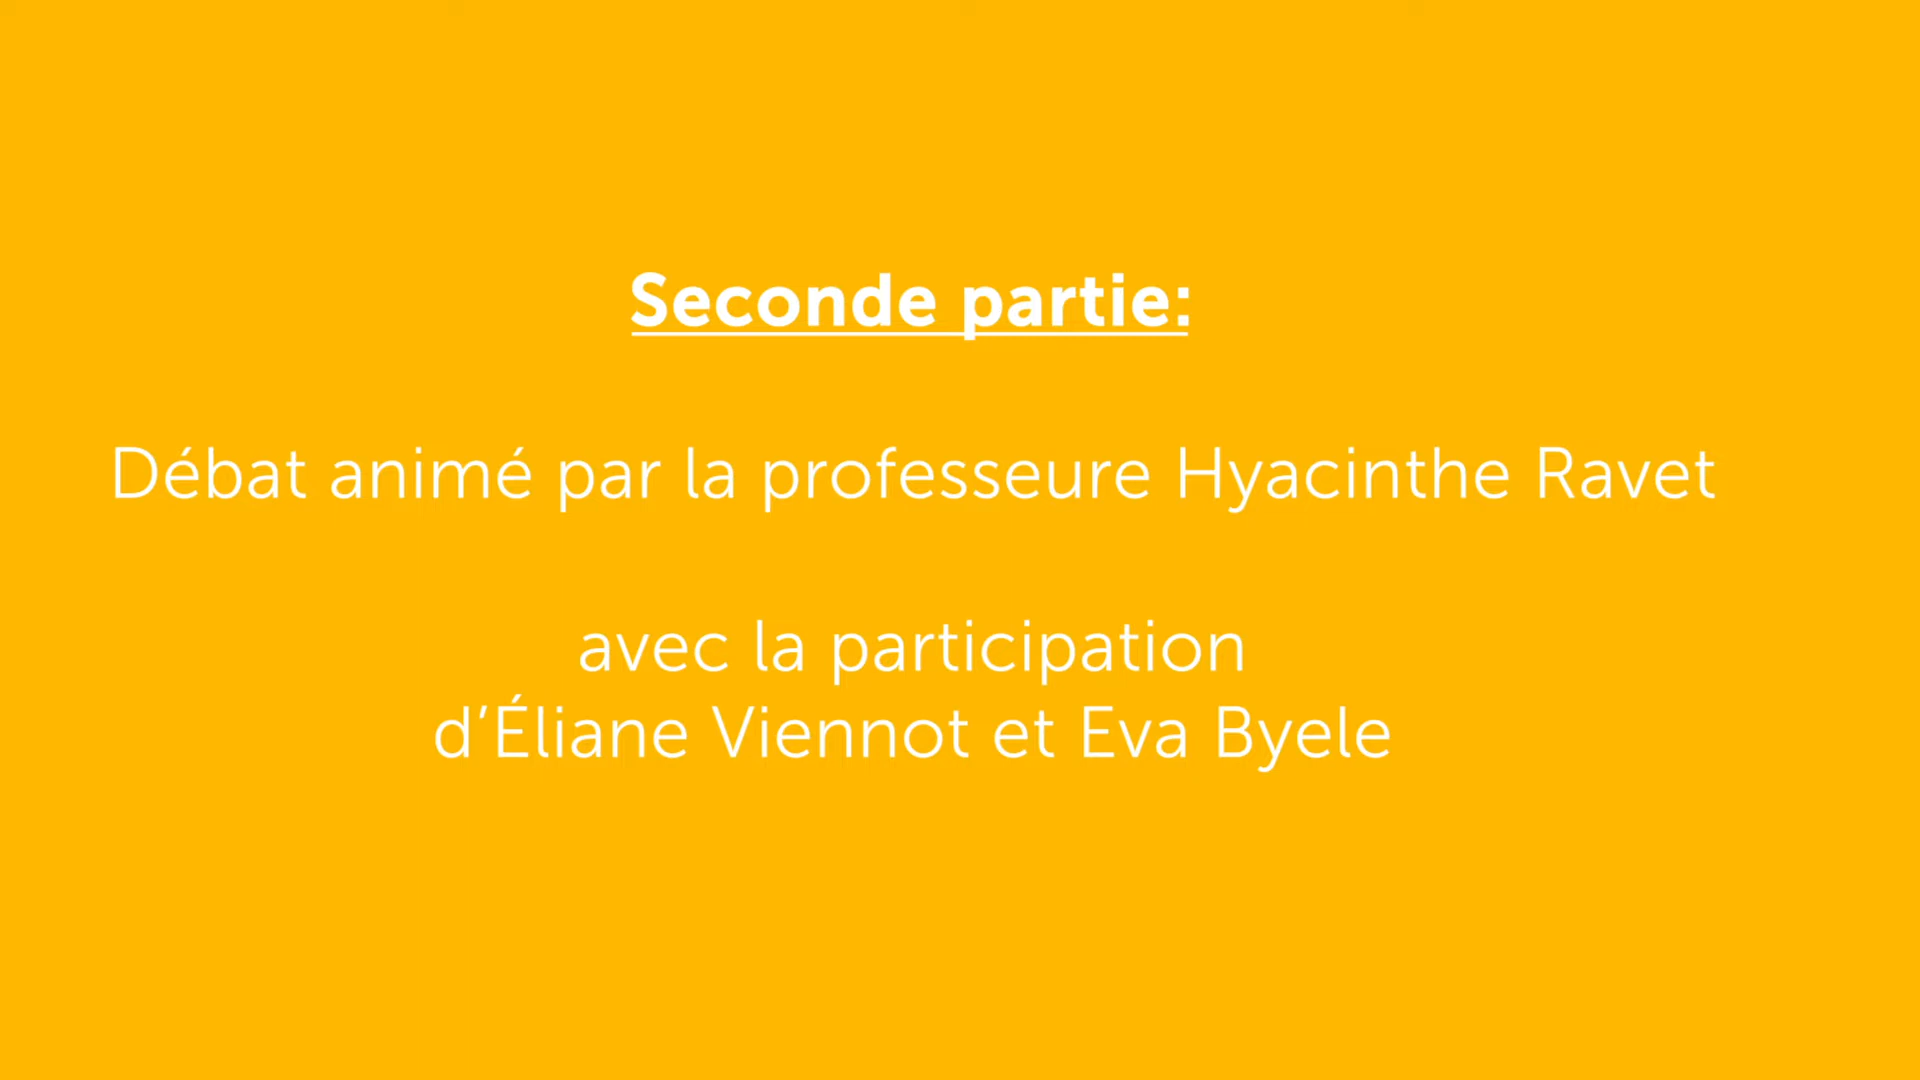 Seconde partie:
Débat animé par la professeure Hyacinthe Ravet
avec la participation
d’Éliane Viennot et Eva Byele